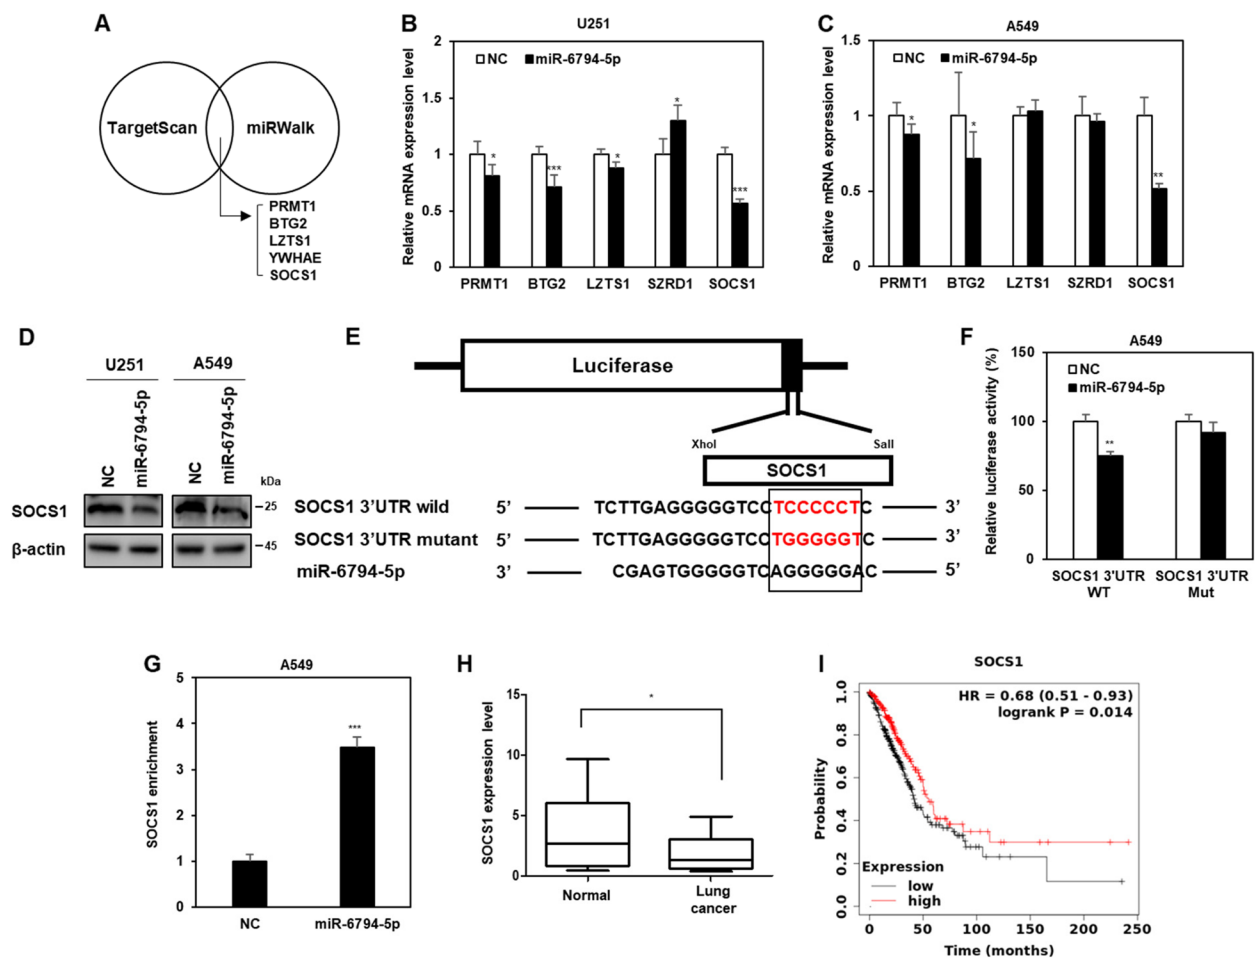 A
TargetScan
miRWalk
PRMT1
BTG2
LZTS1
YWHAE
SOCS1
B
U251
Relative mRNA expression level
2
1.5
1
0.5
0
NC
miR-6794-5p
*
***
*
*
***
PRMT1
BTG2
LZTS1
SZRD1
SOCS1
C
A549
Relative mRNA expression level
1.5
1
0.5
0
NC
miR-6794-5p
*
*
**
PRMT1
BTG2
LZTS1
SZRD1
SOCS1
D
U251
A549
NC
miR-6794-5p
NC
miR-6794-5p
kDa
SOCS1
25
β-actin
45
E
Luciferase
XhoI
SalI
SOCS1
SOCS1 3'UTR wild 5' TCTTGAGGGGGTCCTCCCCCTC 3'
SOCS1 3'UTR mutant 5' TCTTGAGGGGGTCCTGGGGGTC 3'
miR-6794-5p 3' CGAGTGGGGGTCAGGGGGAC 5'
F
A549
Relative luciferase activity (%)
150
100
50
0
NC
miR-6794-5p
**
SOCS1 3'UTR
WT
SOCS1 3'UTR
Mut
G
A549
SOCS1 enrichment
5
4
3
2
1
0
***
NC
miR-6794-5p
H
SOCS1 expression level
15
10
5
0
*
Normal
Lung
cancer
I
SOCS1
HR = 0.68 (0.51 - 0.93)
logrank P = 0.014
Probability
1.0
0.8
0.6
0.4
0.2
0.0
Expression
low
high
0 50 100 150 200 250
Time (months)